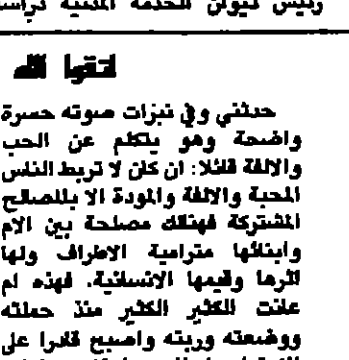 رئيس ديوان الخدمة المدنية
اتقوا الله
حدثني وفي نبرات صوته حسرة
واضحة وهو يتكلم عن الحب
والالفة قائلا: ان كان لا تربط الناس
المحبة والالفة والمودة الا بالمصالح
المشتركة فهناك مصلحة بين الام
وابنائها مترامية الاطراف ولها
اثرها وقيمها الانسانية. فهذه ام
عانت الكثير الكثير منذ حملته
ووضعته وربته واصبح قادرا على